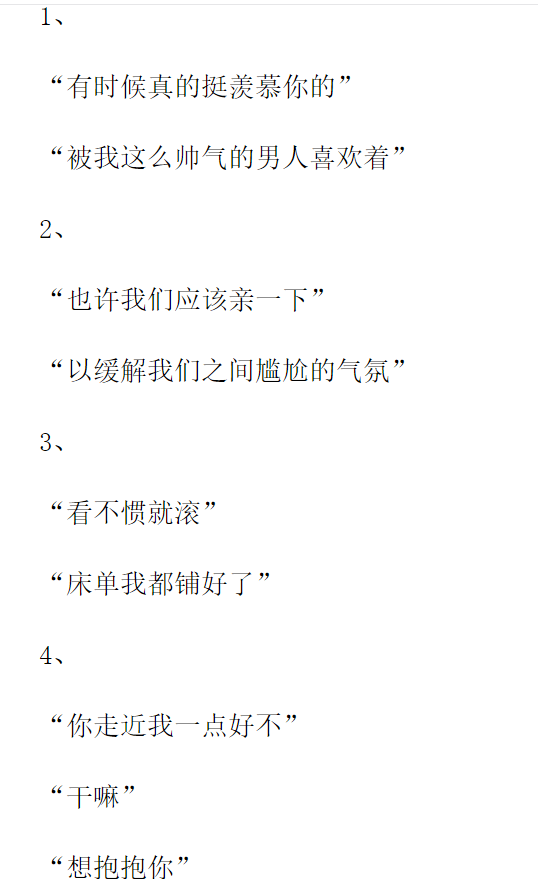 1、
“有时候真的挺羡慕你的”
“被我这么帅气的男人喜欢着”
2、
“也许我们应该亲一下”
“以缓解我们之间尴尬的气氛”
3、
“看不惯就滚”
“床单我都铺好了”
4、
“你走近我一点好不”
“干嘛”
“想抱抱你”